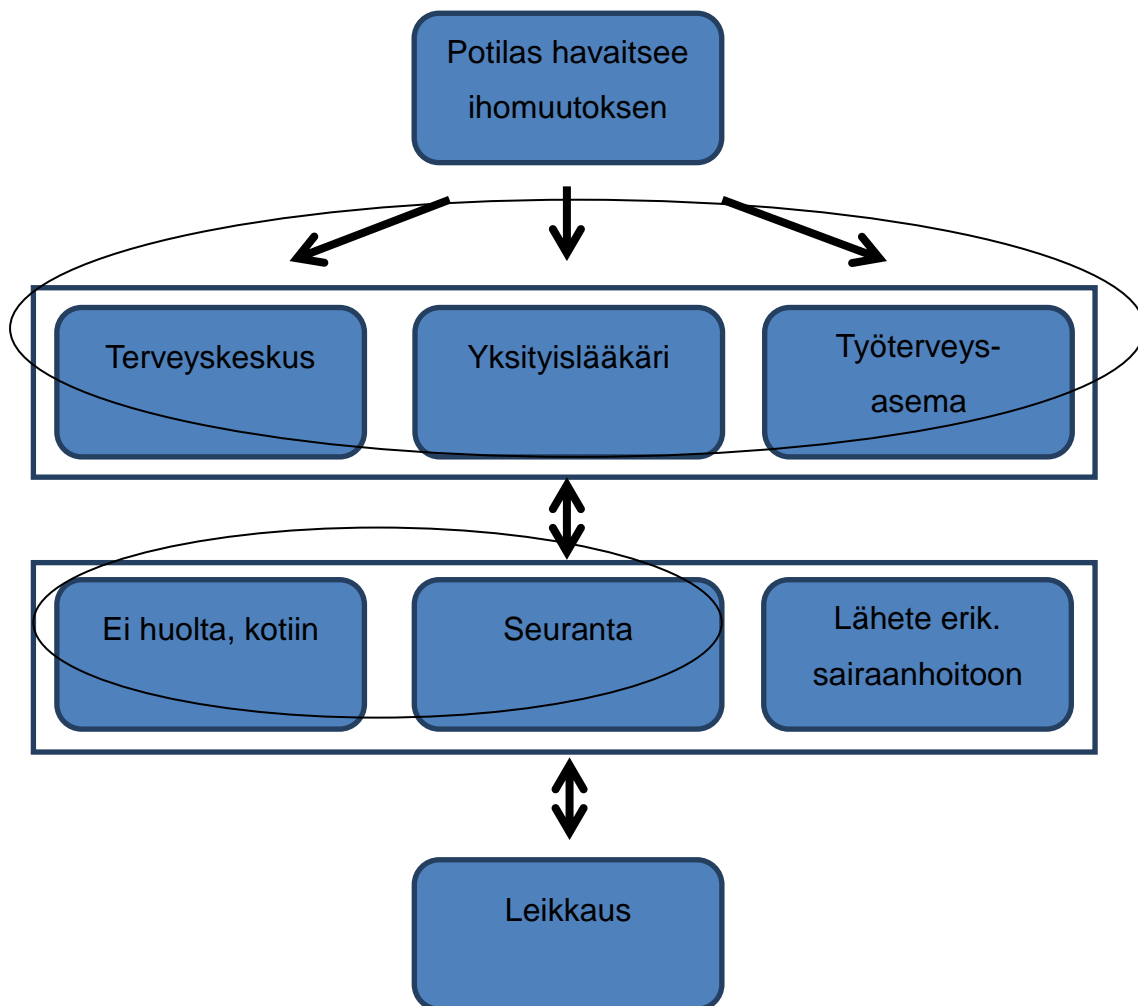 Potilas havaitsee
ihomuutoksen
Terveyskeskus
Yksityislääkäri
Työterveys-
asema
Ei huolta, kotiin
Seuranta
Lähete erik.
sairaanhoitoon
Leikkaus